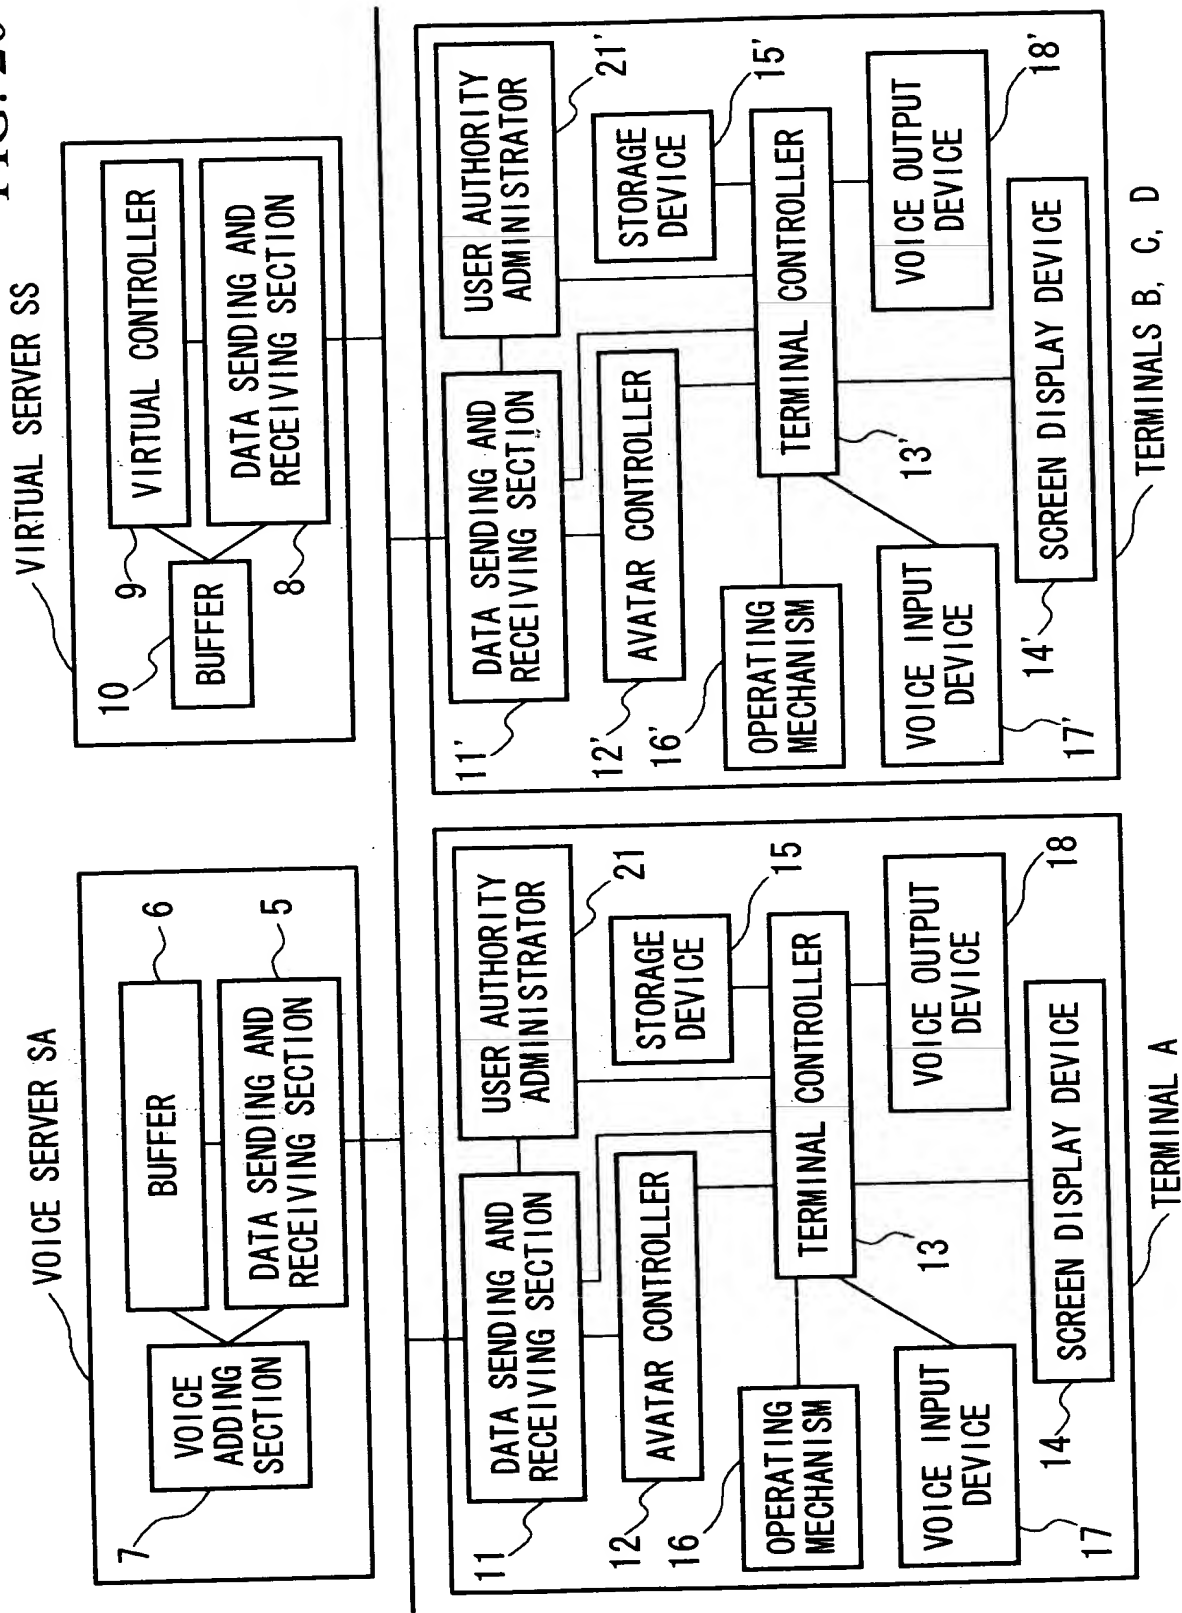 FIG.
VOICE SERVER SA
7
VOICE
ADDING
SECTION
BUFFER
6
DATA SENDING AND
RECEIVING SECTION
5
VIRTUAL SERVER SS
10
BUFFER
9
VIRTUAL CONTROLLER
8
DATA SENDING AND
RECEIVING SECTION
11
DATA SENDING AND
RECEIVING SECTION
USER AUTHORITY
ADMINISTRATOR
21
12
AVATAR CONTROLLER
STORAGE
DEVICE
15
16
OPERATING
MECHANISM
TERMINAL CONTROLLER
13
VOICE INPUT
DEVICE
17
VOICE OUTPUT
DEVICE
18
14
SCREEN DISPLAY DEVICE
TERMINAL A
11'
DATA SENDING AND
RECEIVING SECTION
USER AUTHORITY
ADMINISTRATOR
21'
12'
AVATAR CONTROLLER
STORAGE
DEVICE
15'
16'
OPERATING
MECHANISM
TERMINAL CONTROLLER
13'
VOICE INPUT
DEVICE
17'
VOICE OUTPUT
DEVICE
18'
14'
SCREEN DISPLAY DEVICE
TERMINALS B, C, D